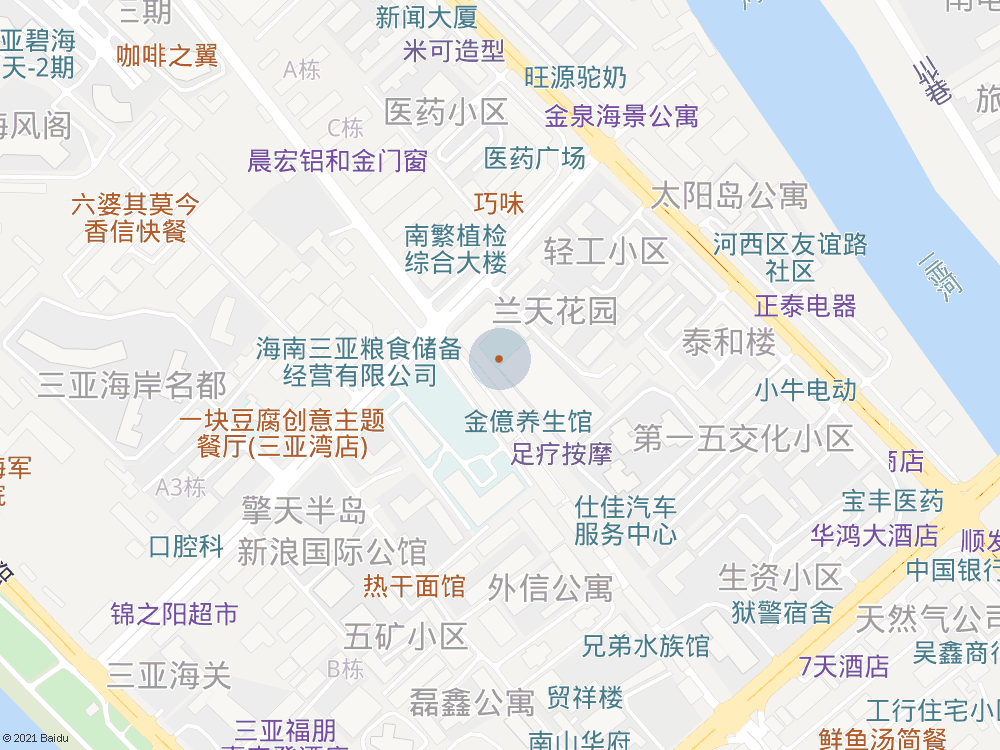 三期
新闻大厦
米可造型
亚碧海
天-2期
咖啡之翼
A栋
旺源驼奶
医药小区
金泉海景公寓
海风阁
C栋
晨宏铝和金门窗
医药广场
六婆其莫今
香信快餐
巧味
太阳岛公寓
南繁植检
综合大楼
轻工小区
河西区友谊路
社区
三亚河
兰天花园
正泰电器
泰和楼
海南三亚粮食储备
经营有限公司
三亚海岸名都
小牛电动
一块豆腐创意主题
餐厅(三亚湾店)
金億养生馆
足疗按摩
第一五交化小区
商店
海军
院
A3栋
擎天半岛
仕佳汽车
服务中心
宝丰医药
华鸿大酒店
顺发
口腔科
新浪国际公馆
中国银行
热干面馆
外信公寓
生资小区
锦之阳超市
狱警宿舍
天然气公司
五矿小区
兄弟水族馆
吴鑫商行
B栋
三亚海关
7天酒店
磊鑫公寓
贸祥楼
工行住宅小区
三亚福朋
南山华府
鲜鱼汤简餐
© 2021 Baidu